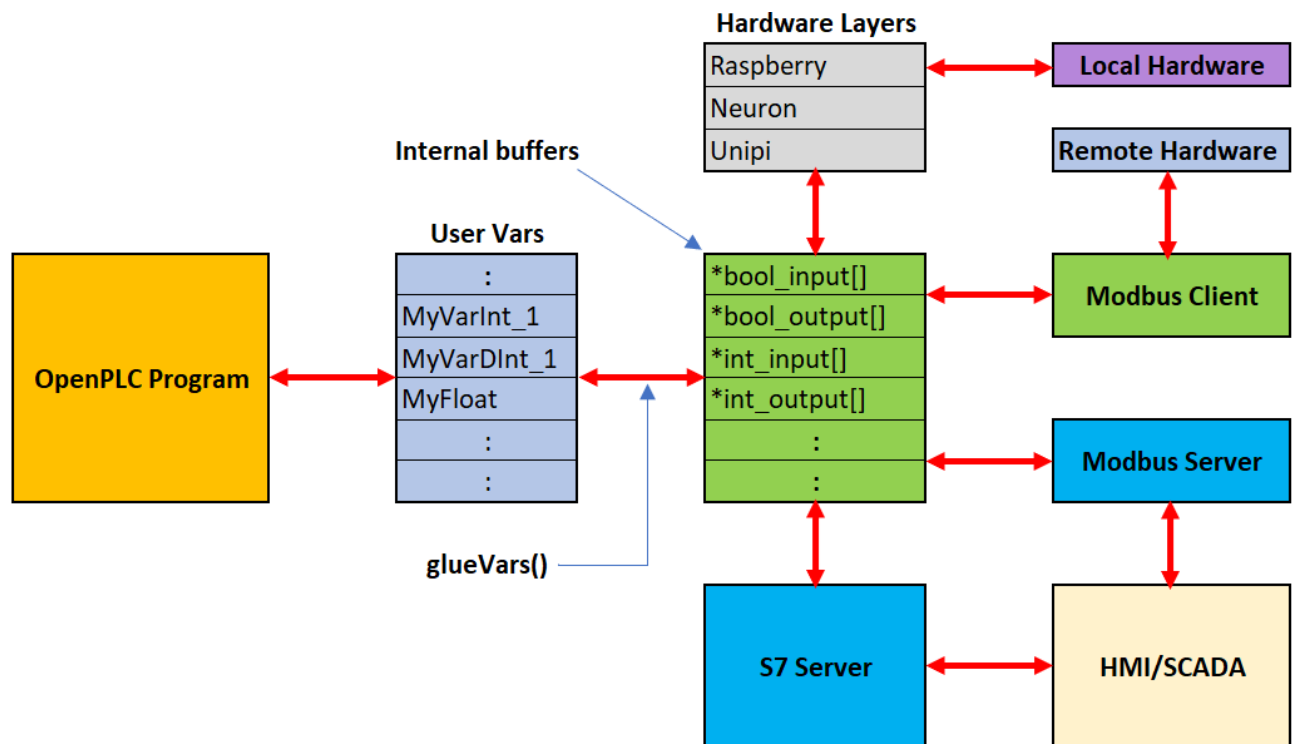 Hardware Layers
Raspberry
Neuron
Unipi
Local Hardware
Remote Hardware
Internal buffers
User Vars
OpenPLC Program
:
MyVarInt_1
MyVarDInt_1
MyFloat
:
:
*bool_input[]
*bool_output[]
*int_input[]
*int_output[]
:
:
Modbus Client
Modbus Server
glueVars()
S7 Server
HMI/SCADA